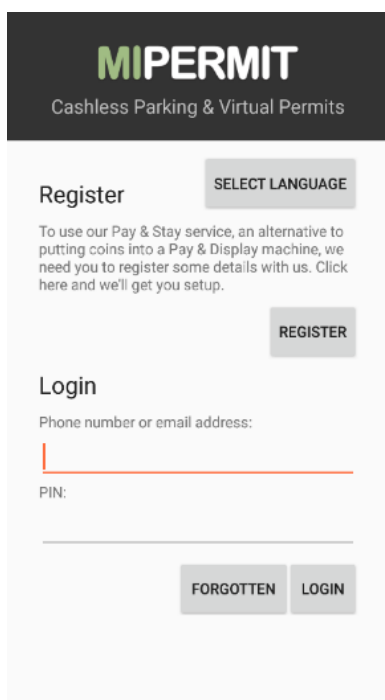 MIPERMIT
Cashless Parking & Virtual Permits
SELECT LANGUAGE
Register
To use our Pay & Stay service, an alternative to
putting coins into a Pay & Display machine, we
need you to register some details with us. Click
here and we'll get you setup.
REGISTER
Login
Phone number or email address:
PIN:
FORGOTTEN
LOGIN